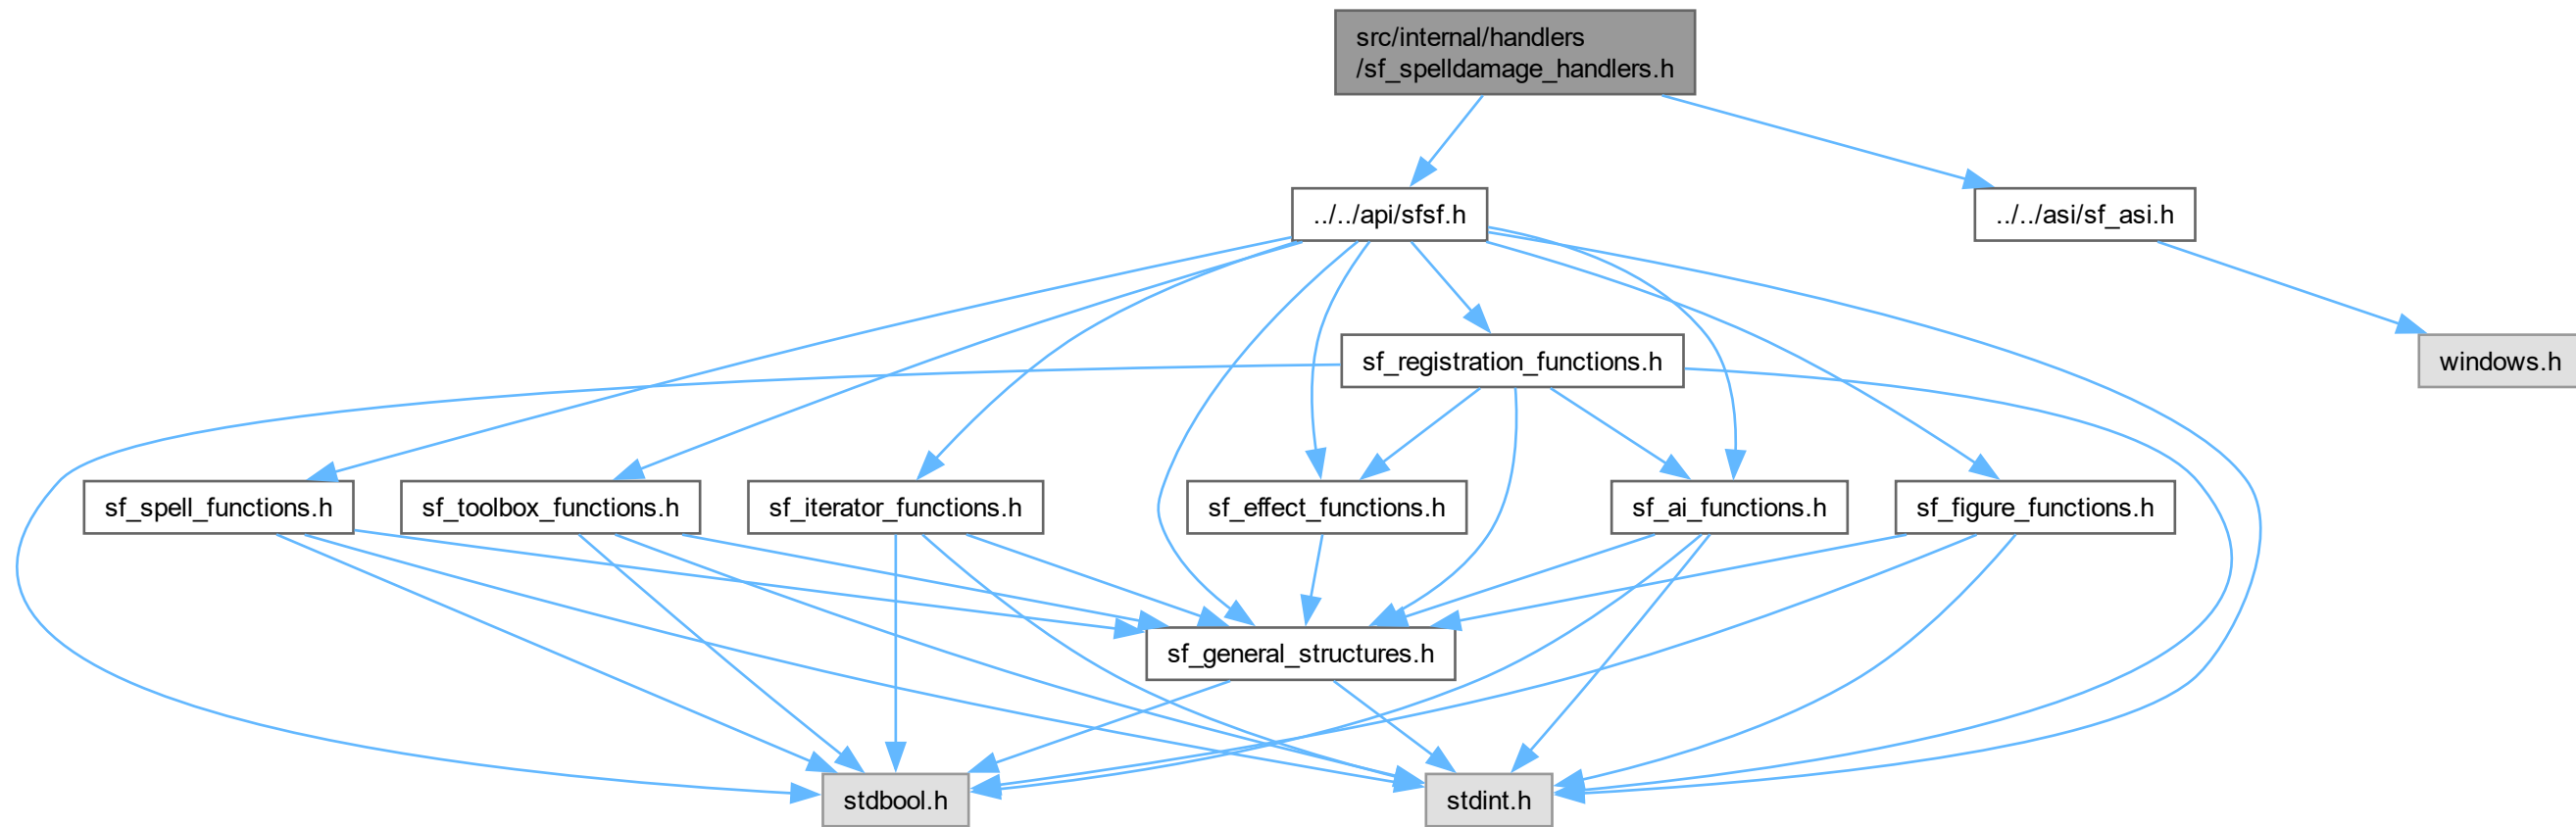 src/internal/handlers
/sf_spelldamage_handlers.h
../../api/sfsf.h
../../asi/sf_asi.h
sf_registration_functions.h
windows.h
sf_spell_functions.h
sf_toolbox_functions.h
sf_iterator_functions.h
sf_effect_functions.h
sf_ai_functions.h
sf_figure_functions.h
sf_general_structures.h
stdbool.h
stdint.h